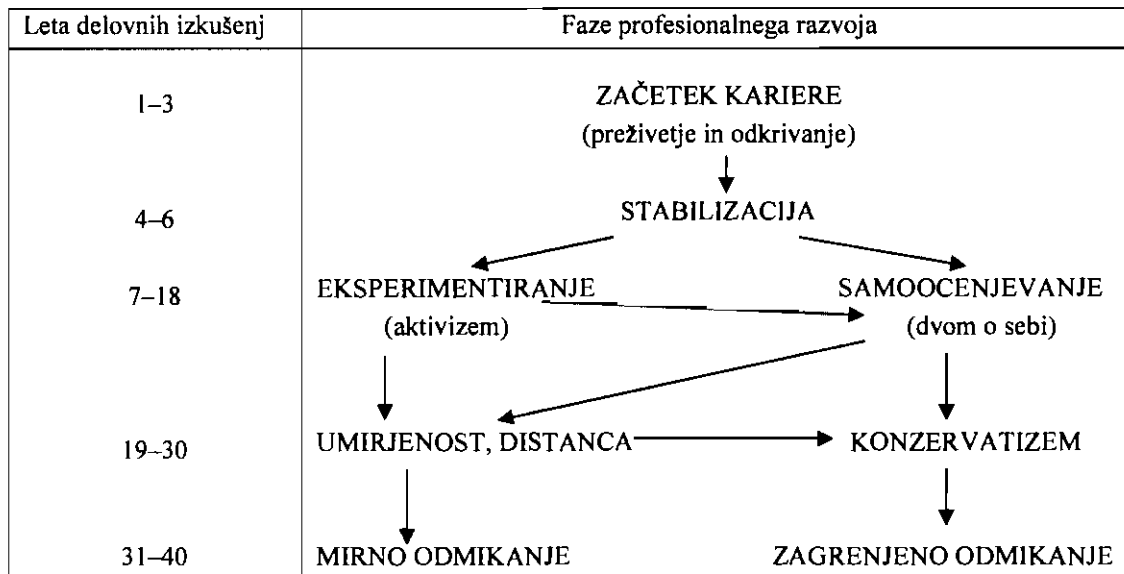 Leta delovnih izkušenj Faze profesionalnega razvoja
1–3 ZAČETEK KARIERE
(preživetje in odkrivanje)
4–6 STABILIZACIJA
7–18 EKSPERIMENTIRANJE SAMOOCENJEVANJE
(aktivizem) (dvom o sebi)
19–30 UMIRJENOST, DISTANCA KONZERVATIZEM
31–40 MIRNO ODMIKANJE ZAGRENJENO ODMIKANJE